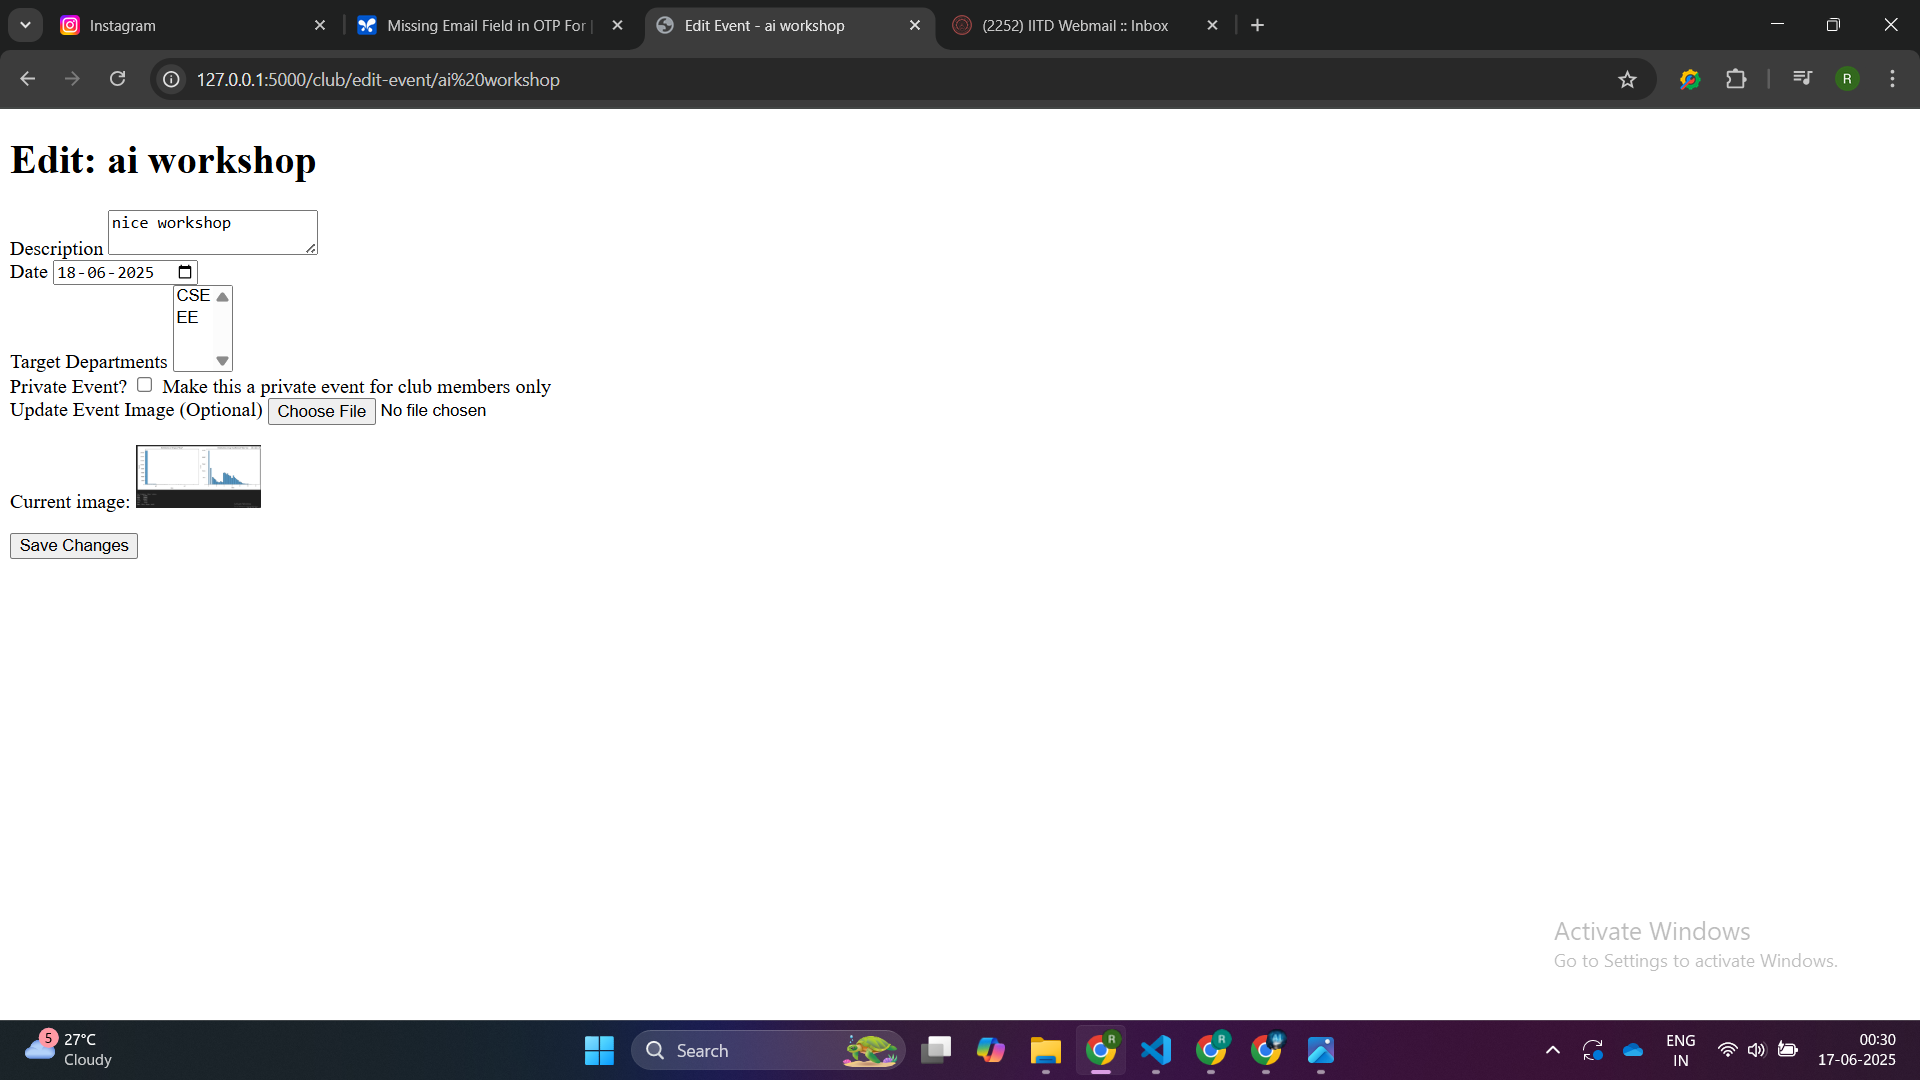 Instagram
Missing Email Field in OTP For
Edit Event - ai workshop
(2252) IITD Webmail :: Inbox
127.0.0.1:5000/club/edit-event/ai%20workshop
R
Edit: ai workshop
Description nice workshop
Date 18-06-2025
CSE
EE
Target Departments
Private Event? Make this a private event for club members only
Update Event Image (Optional) Choose File No file chosen
Current image:
Save Changes
Activate Windows
Go to Settings to activate Windows.
5
27°C
Cloudy
Search
R
R
ENG
IN
00:30
17-06-2025